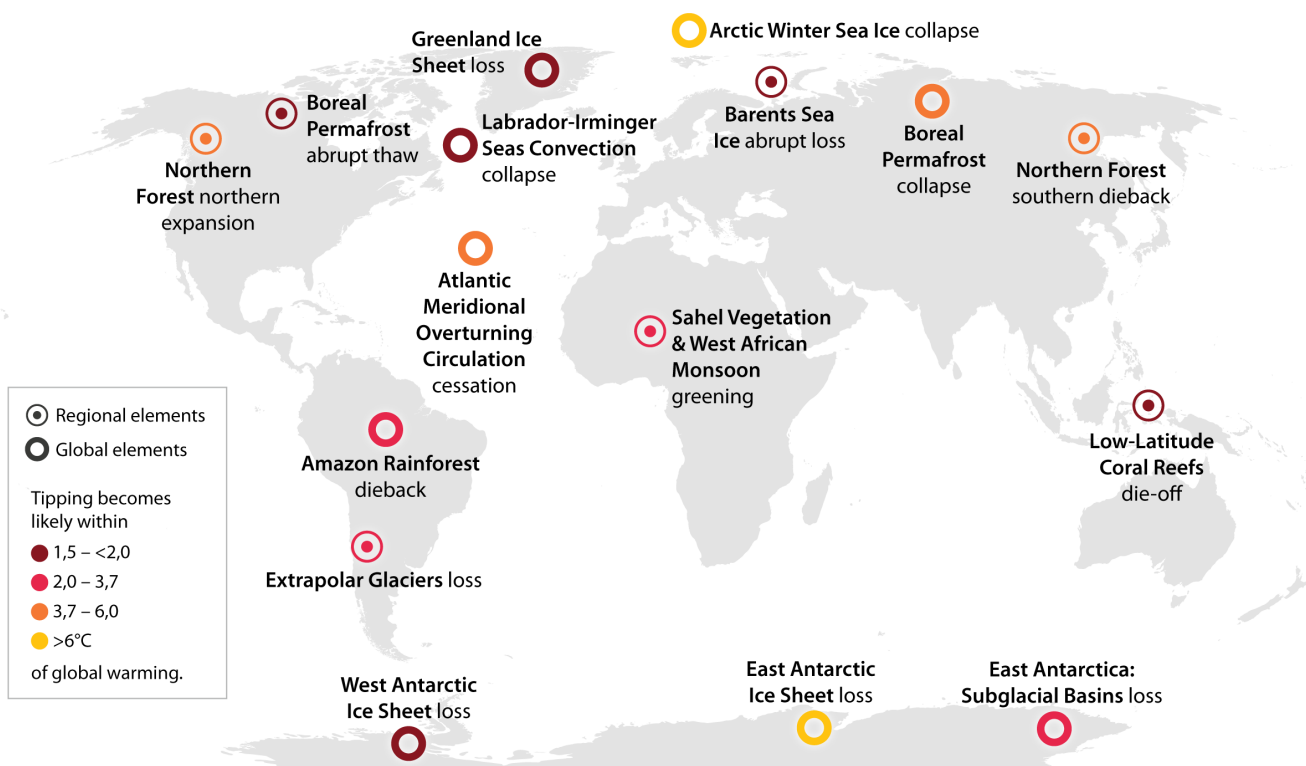 Arctic Winter Sea Ice collapse
Greenland Ice
Sheet loss
Boreal
Permafrost
abrupt thaw
Labrador-Irminger
Seas Convection
collapse
Barents Sea
Ice abrupt loss
Boreal
Permafrost
collapse
Northern Forest
southern dieback
Northern
Forest northern
expansion
Atlantic
Meridional
Overturning
Circulation
cessation
Sahel Vegetation
& West African
Monsoon
greening
Regional elements
Global elements
Tipping becomes
likely within
1,5 – <2,0
2,0 – 3,7
3,7 – 6,0
>6°C
of global warming.
Amazon Rainforest
dieback
Low-Latitude
Coral Reefs
die-off
Extrapolar Glaciers loss
West Antarctic
Ice Sheet loss
East Antarctic
Ice Sheet loss
East Antarctica:
Subglacial Basins loss